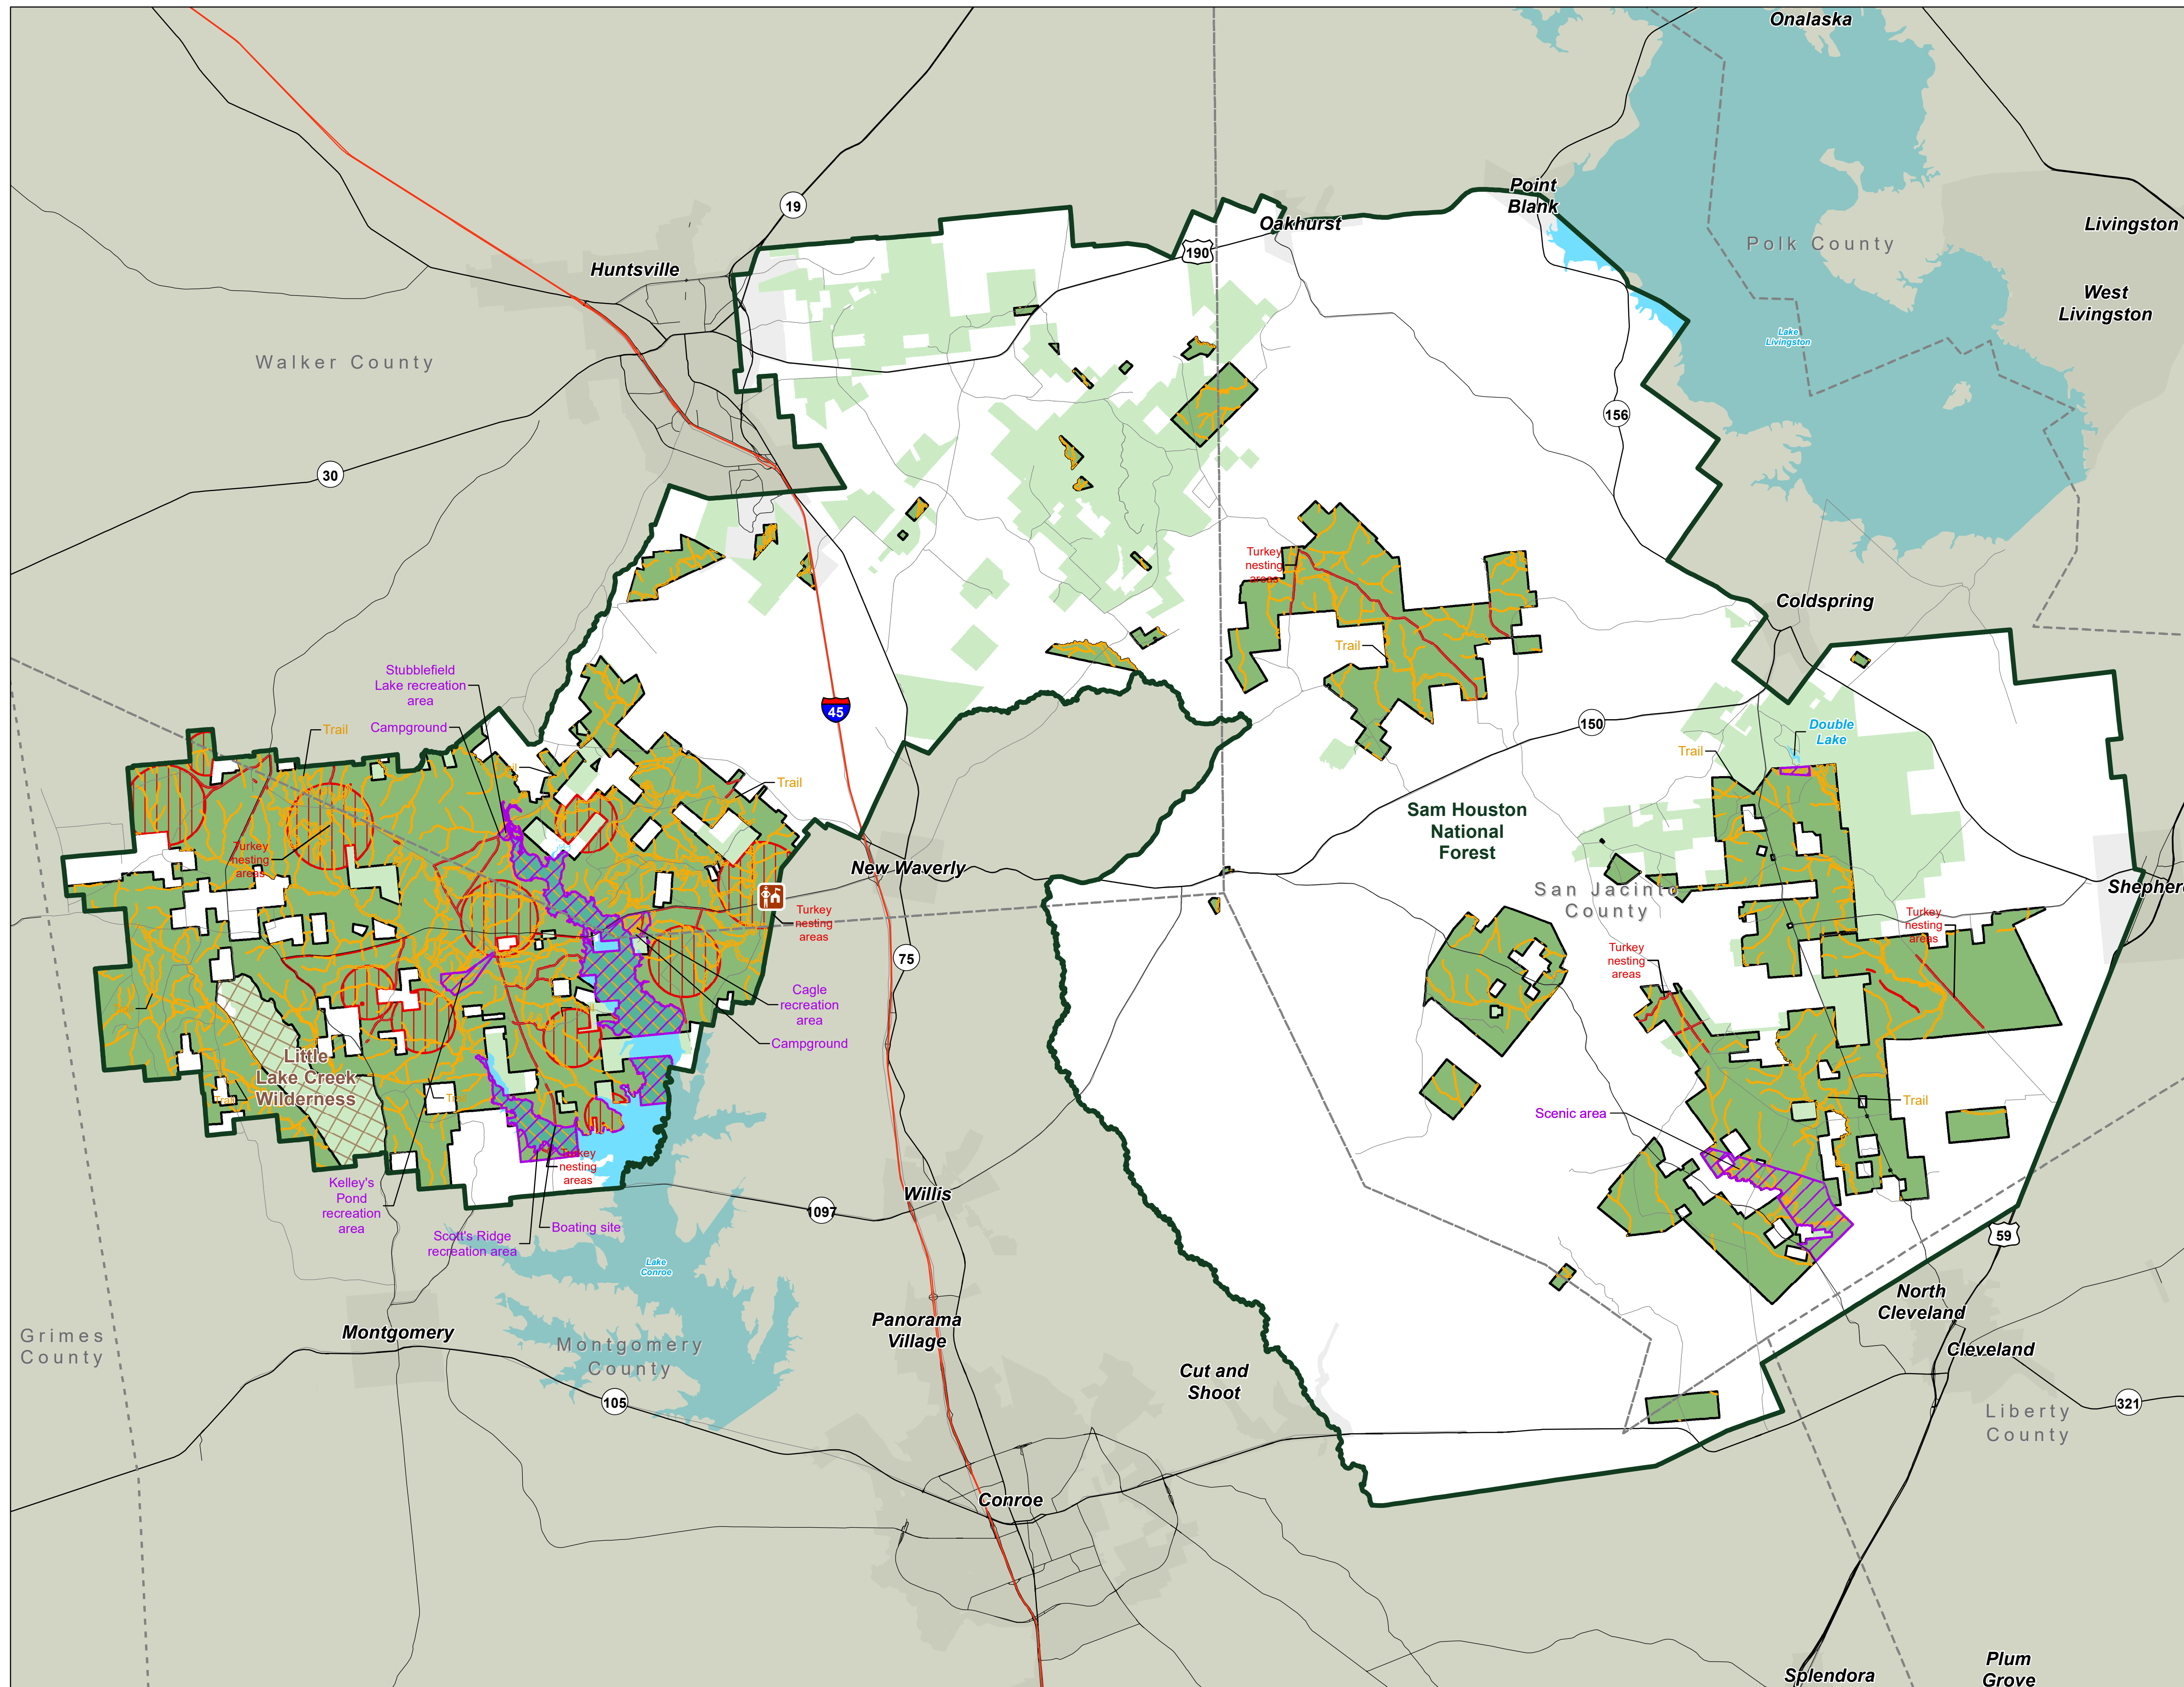 Onalaska
Point
Blank
19
Oakhurst
Livingston
Polk County
190
Huntsville
West
Livingston
Lake
Livingston
Walker County
156
30
Turkey
nesting
areas
Coldspring
Trail
Stubblefield
Lake recreation
area
Campground
Trail
45
150
Double
Lake
Trail
Trail
Sam Houston
National
Forest
Turkey
nesting
areas
New Waverly
San Jacinto
County
Turkey
nesting
areas
Turkey
nesting
areas
75
Turkey
nesting
areas
Cagle
recreation
area
Campground
Little
Lake Creek
Wilderness
Trail
Trail
Scenic area
Turkey
nesting
areas
Kelley's
Pond
recreation
area
Willis
1097
Boating site
Scott's Ridge
recreation area
59
Lake
Conroe
North
Cleveland
Panorama
Village
Montgomery
Grimes
County
Montgomery
County
Cleveland
Cut and
Shoot
105
321
Liberty
County
Conroe
Plum
Grove
Splendora